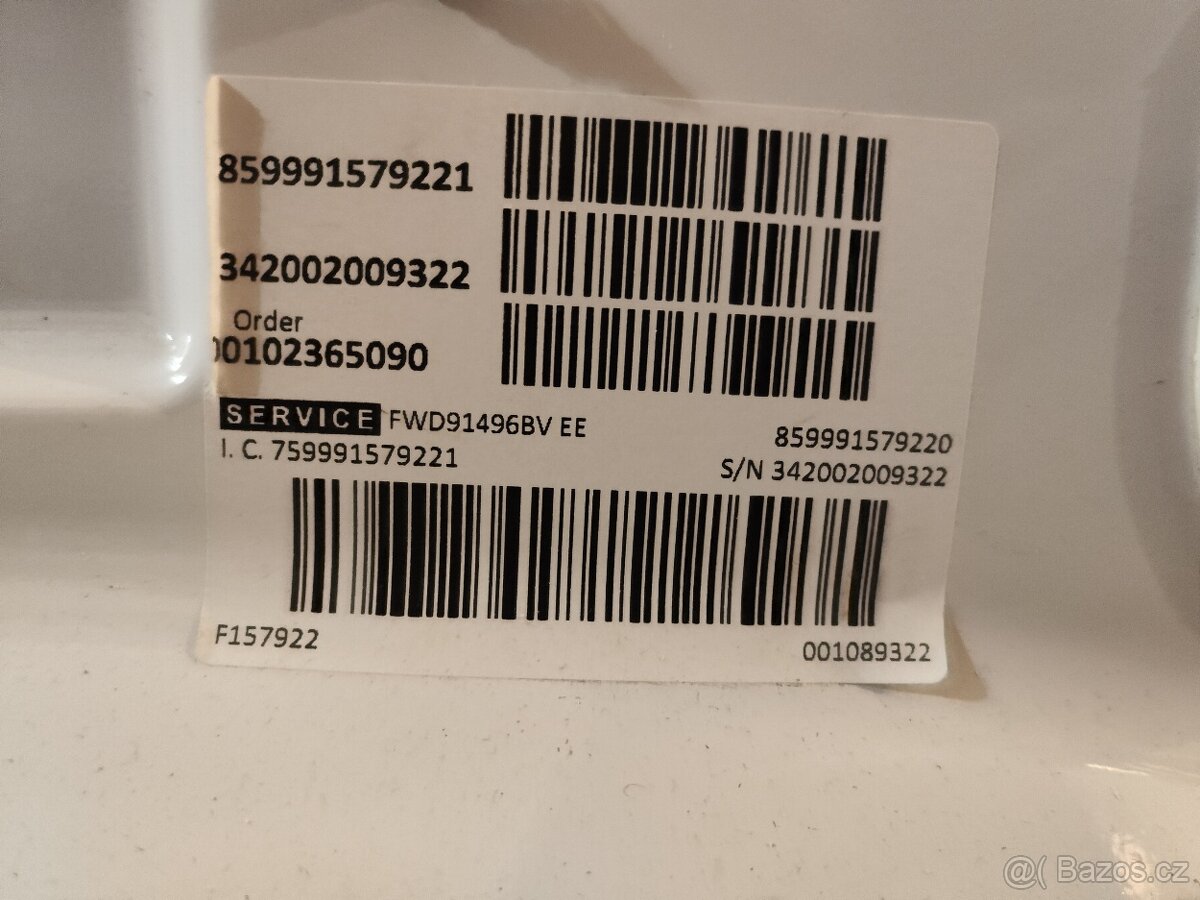 859991579221
342002009322
Order
00102365090
SERVICE FWD91496BV EE
859991579220
I. C. 759991579221
S/N 342002009322
F157922
001089322
@( Bazos.cz